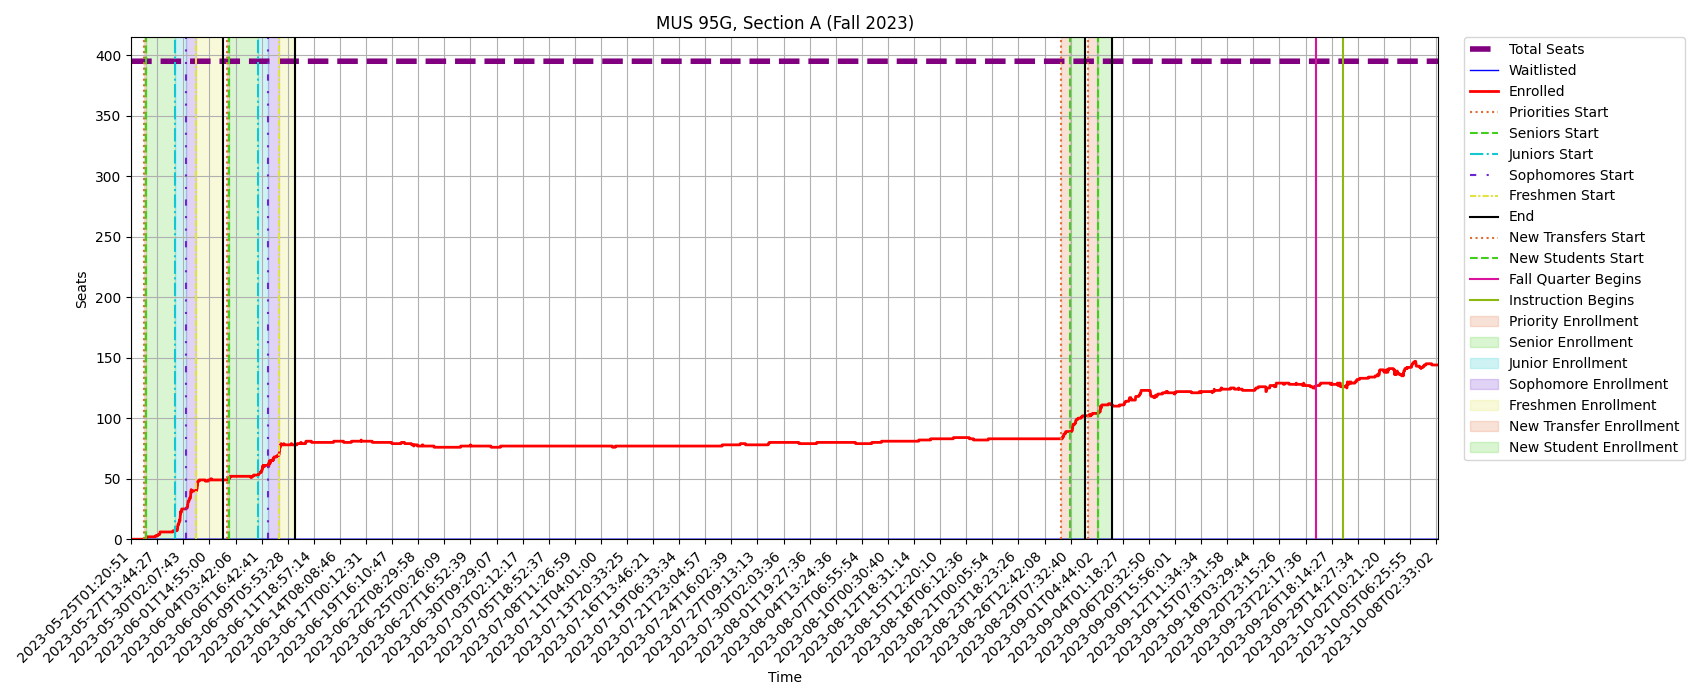 MUS 95G, Section A (Fall 2023)
400
350
300
250
200
150
100
50
0
Seats
2023-05-25T01:20:51
2023-05-27T13:44:27
2023-05-30T02:07:43
2023-06-01T14:55:00
2023-06-04T03:42:06
2023-06-06T16:42:41
2023-06-09T05:53:28
2023-06-11T18:57:14
2023-06-14T08:08:46
2023-06-17T00:12:31
2023-06-19T16:10:47
2023-06-22T08:29:58
2023-06-25T00:26:09
2023-06-27T16:52:39
2023-06-30T09:29:07
2023-07-03T02:12:17
2023-07-05T18:52:37
2023-07-08T11:26:59
2023-07-11T04:01:00
2023-07-13T20:33:25
2023-07-16T13:46:21
2023-07-19T06:33:34
2023-07-21T23:04:57
2023-07-24T16:02:39
2023-07-27T09:13:13
2023-07-30T02:03:36
2023-08-01T19:27:36
2023-08-04T13:24:36
2023-08-07T06:55:54
2023-08-10T00:30:40
2023-08-12T18:31:14
2023-08-15T12:20:10
2023-08-18T06:12:36
2023-08-21T00:05:54
2023-08-23T18:23:26
2023-08-26T12:42:08
2023-08-29T07:32:40
2023-09-01T04:44:02
2023-09-04T01:18:27
2023-09-06T20:32:50
2023-09-09T15:56:01
2023-09-12T11:34:34
2023-09-15T07:31:58
2023-09-18T03:29:44
2023-09-20T23:15:26
2023-09-23T22:17:36
2023-09-26T18:14:27
2023-09-29T14:27:34
2023-10-02T10:21:20
2023-10-05T06:25:55
2023-10-08T02:33:02
Time
Total Seats
Waitlisted
Enrolled
Priorities Start
Seniors Start
Juniors Start
Sophomores Start
Freshmen Start
End
New Transfers Start
New Students Start
Fall Quarter Begins
Instruction Begins
Priority Enrollment
Senior Enrollment
Junior Enrollment
Sophomore Enrollment
Freshmen Enrollment
New Transfer Enrollment
New Student Enrollment